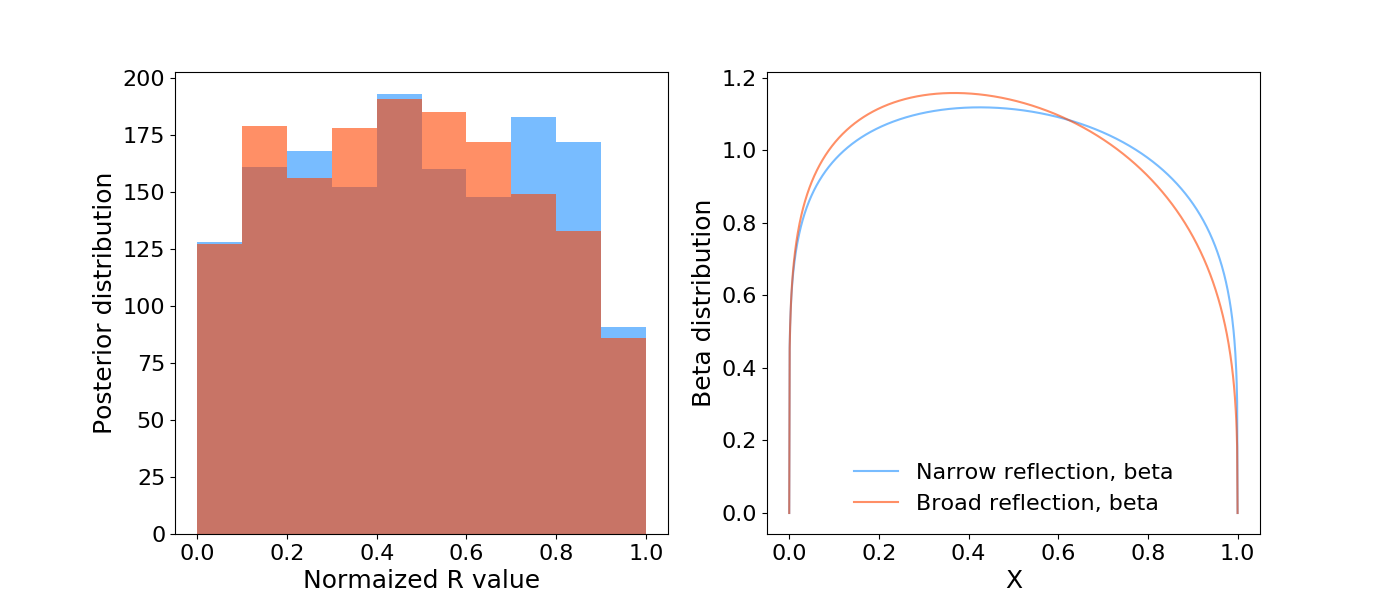 200
175
150
125
100
75
50
25
0
0.0 0.2 0.4 0.6 0.8 1.0
Normaized R value
Posterior distribution
1.2
1.0
0.8
0.6
0.4
0.2
0.0
0.0 0.2 0.4 0.6 0.8 1.0
X
Beta distribution
Narrow reflection, beta
Broad reflection, beta